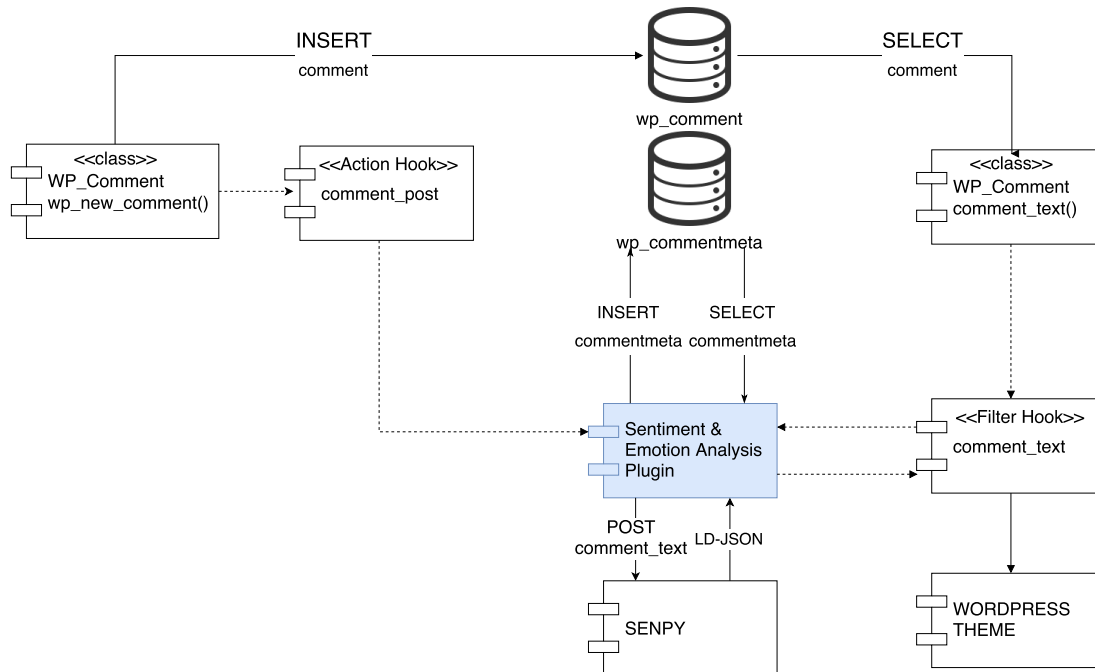 INSERT
comment
SELECT
comment
wp_comment
<<class>>
WP_Comment
wp_new_comment()
<<Action Hook>>
comment_post
<<class>>
WP_Comment
comment_text()
wp_commentmeta
INSERT
commentmeta
SELECT
commentmeta
Sentiment &
Emotion Analysis
Plugin
<<Filter Hook>>
comment_text
POST
comment_text
LD-JSON
SENPY
WORDPRESS
THEME